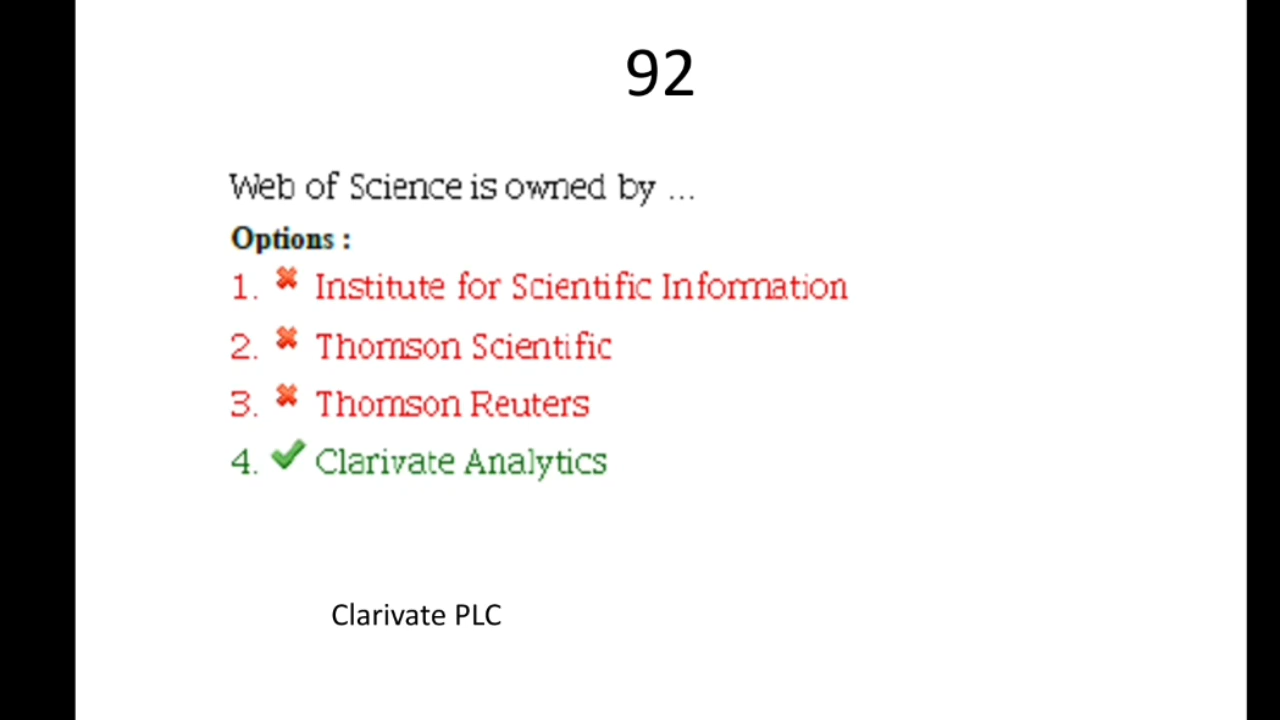 92
Web of Science is owned by ...
Options :
1. Institute for Scientific Information
2. Thomson Scientific
3. Thomson Reuters
4. Clarivate Analytics
Clarivate PLC